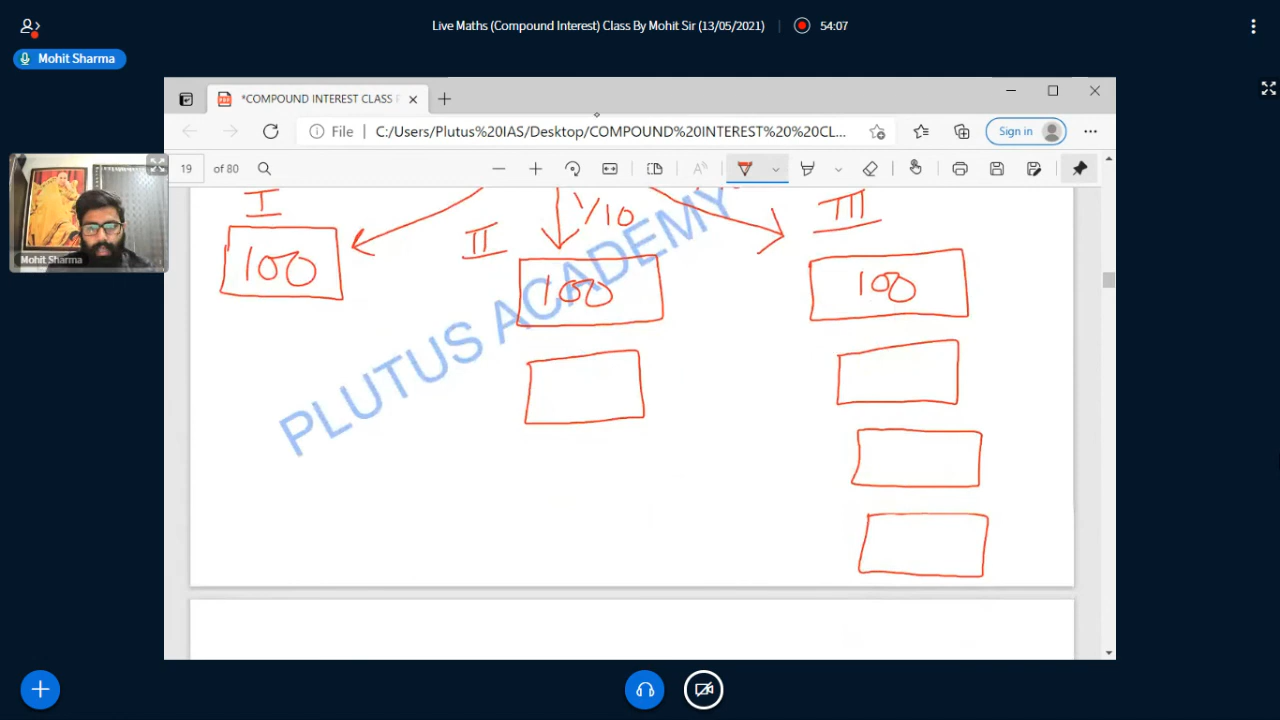 Live Maths (Compound Interest) Class By Mohit Sir (13/05/2021)
54:07
Mohit Sharma
*COMPOUND INTEREST CLASS
File
C:/Users/Plutus%20IAS/Desktop/COMPOUND%20INTEREST%20%20CL...
Sign in
19
of 80
Mohit Sharma
I
II
1/10
III
100
100
100
PLUTUS ACADEMY